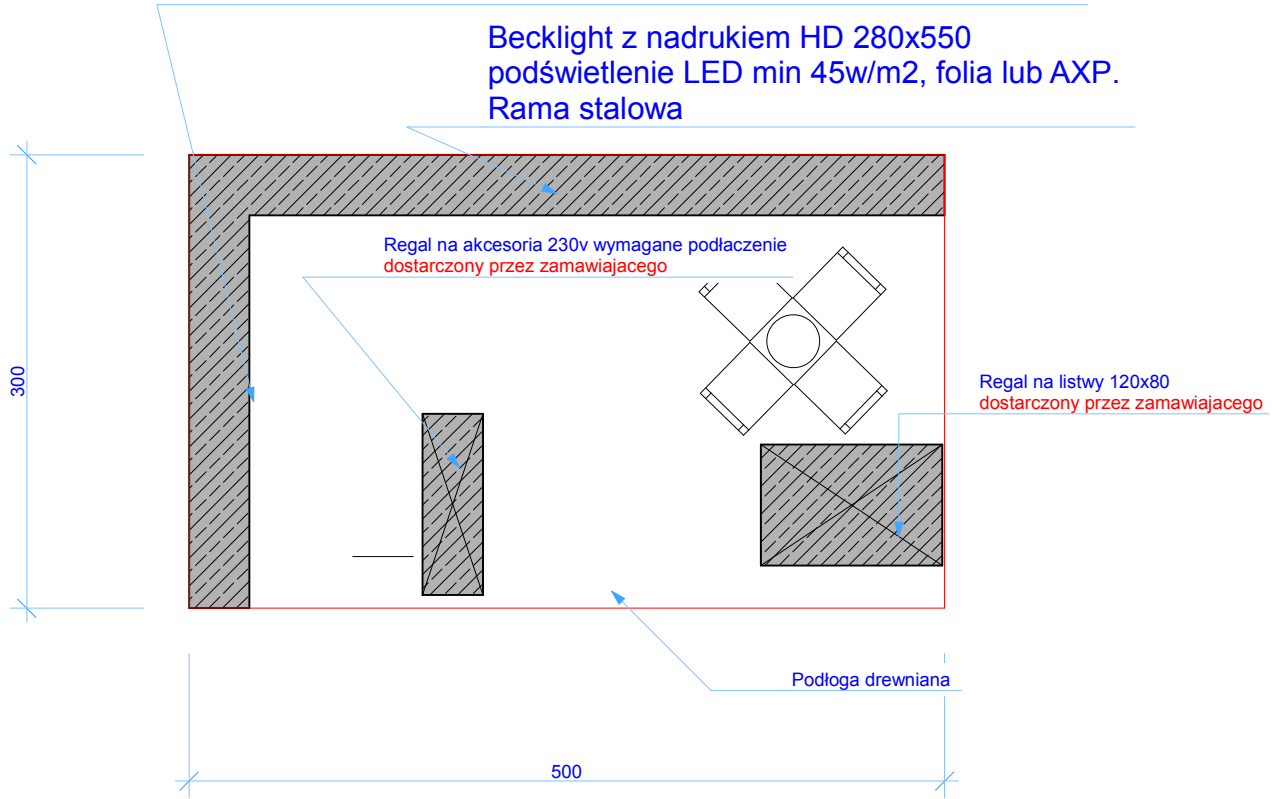 Becklight z nadrukiem HD 280x550
podświetlenie LED min 45w/m2, folia lub AXP.
Rama stalowa
Regal na akcesoria 230v wymagane podłaczenie
dostarczony przez zamawiajacego
300
Regal na listwy 120x80
dostarczony przez zamawiajacego
Podłoga drewniana
500